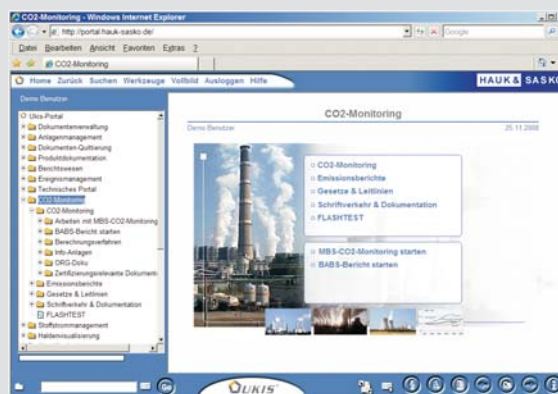 CO2-Monitoring - Windows Internet Explorer
http://portal.hauk-sasko.de/
Google
Datei Bearbeiten Ansicht Favoriten Extras ?
CO2-Monitoring
Home Zurück Suchen Werkzeuge Vollbild Ausloggen Hilfe
HAUK & SASKO
Demo Benutzer
Ukis-Portal
Dokumentenverwaltung
Anlagenmanagement
Dokumenten-Quittierung
Produktdokumentation
Berichtswesen
Ereignismanagement
Technisches Portal
CO2-Monitoring
CO2-Monitoring
Arbeiten mit MBS-CO2-Monitoring
BABS-Bericht starten
Berechnungsverfahren
Info-Anlagen
ORG-Doku
Zertifizierungsrelevante Dokument
Emissionsberichte
Gesetze & Leitlinien
Schriftverkehr & Dokumentation
FLASHTEST
Stoffstrommanagement
Haldenvisualisierung
CO2-Monitoring
Demo Benutzer
25.11.2008
CO2-Monitoring
Emissionsberichte
Gesetze & Leitlinien
Schriftverkehr & Dokumentation
FLASHTEST
MBS-CO2-Monitoring starten
BABS-Bericht starten
UKIS